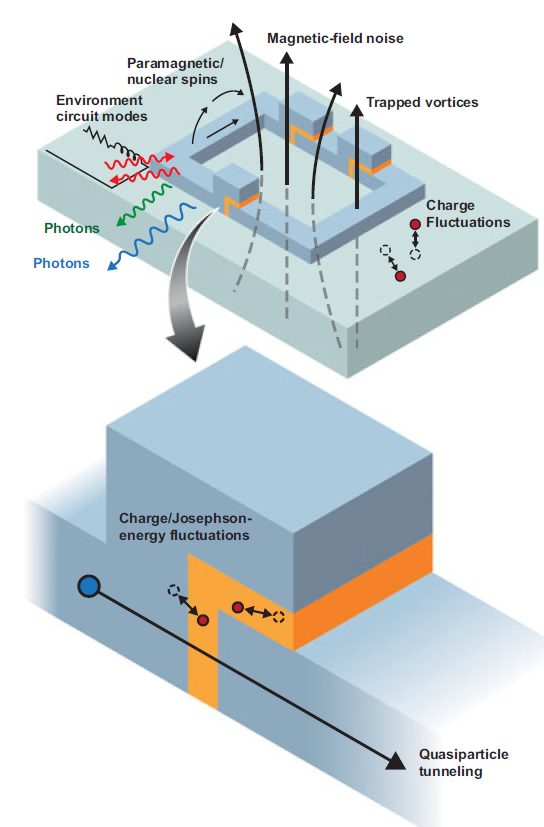 Magnetic-field noise
Paramagnetic/
nuclear spins
Environment
circuit modes
Trapped vortices
Charge
Fluctuations
Photons
Photons
Charge/Josephson-
energy fluctuations
Quasiparticle
tunneling